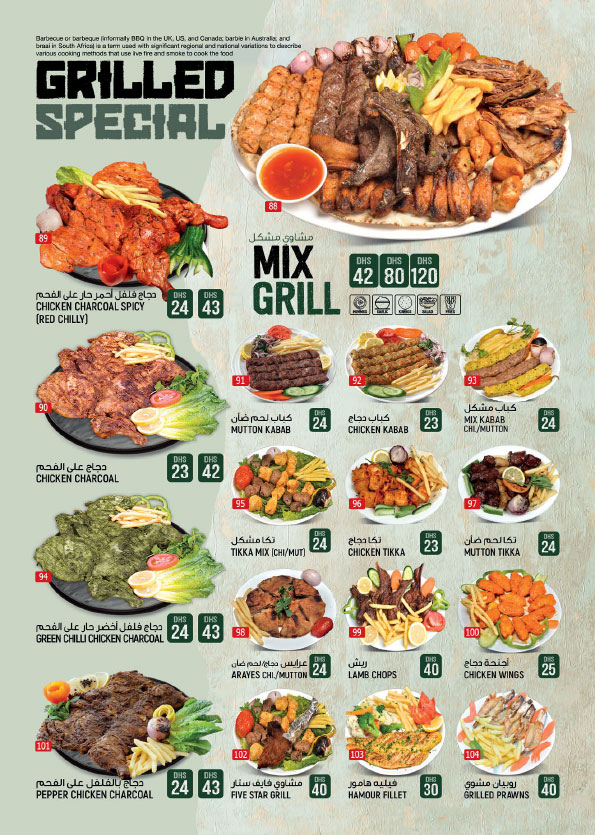 Barbecue or barbeque (informally BBQ in the UK, US, and Canada; barbie in Australia; and
braai in South Africa) is a term used with significant regional and national variations to describe
various cooking methods that use live fire and smoke to cook the food
GRILLED
SPECIAL
88
مشاوي مشكل
MIX
GRILL
DHS 42
DHS 80
DHS 120
HUMMUS
GARLIC
SALAD
FRIES
89
دجاج فلفل أحمر حار على الفحم
CHICKEN CHARCOAL SPICY
(RED CHILLY)
DHS 24
DHS 43
90
دجاج على الفحم
CHICKEN CHARCOAL
DHS 23
DHS 42
91
كباب لحم ضأن
MUTTON KABAB
DHS 24
92
كباب دجاج
CHICKEN KABAB
DHS 23
93
كباب مشكل
MIX KABAB
CHI./MUTTON
DHS 24
94
دجاج فلفل أخضر حار على الفحم
GREEN CHILLI CHICKEN CHARCOAL
DHS 24
DHS 43
95
تكا مشكل
TIKKA MIX (CHI/MUT)
DHS 24
96
تكا دجاج
CHICKEN TIKKA
DHS 23
97
تكا لحم ضأن
MUTTON TIKKA
DHS 24
98
عرايس دجاج/لحم ضأن
ARAYES CHI./MUTTON
DHS 24
99
ريش
LAMB CHOPS
DHS 40
100
أجنحة دجاج
CHICKEN WINGS
DHS 25
101
دجاج بالفلفل على الفحم
PEPPER CHICKEN CHARCOAL
DHS 24
DHS 43
102
مشاوي فايف ستار
FIVE STAR GRILL
DHS 40
103
فيليه هامور
HAMOUR FILLET
DHS 30
104
روبيان مشوي
GRILLED PRAWNS
DHS 40